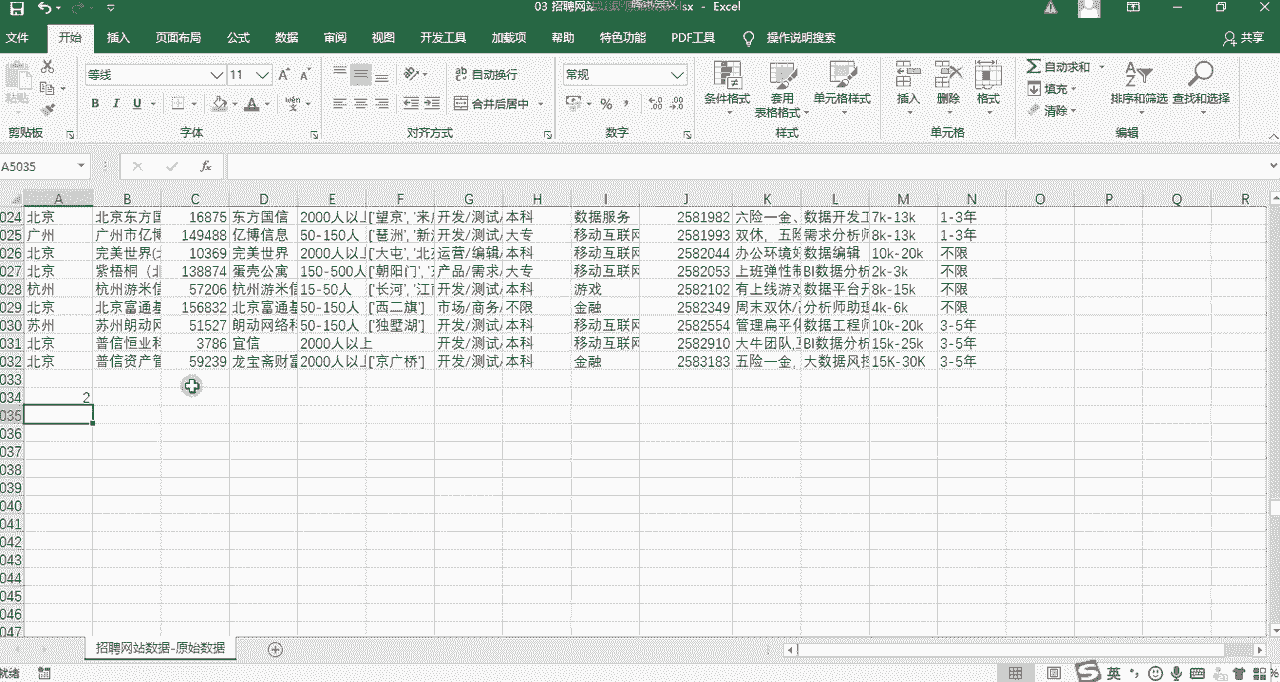 03 招聘网 sx - Excel
文件 开始 插入 页面布局 公式 数据 审阅 视图 开发工具 加载项 帮助 特色功能 PDF工具 操作说明搜索 共享
粘贴 等线 11 自动换行 常规 条件格式 套用 表格格式 单元格样式 插入 删除 格式 自动求和 填充 清除 排序和筛选 查找和选择
B I U A 合并后居中 %
剪贴板 字体 对齐方式 数字 样式 单元格 编辑
A5035 fx
A B C D E F G H I J K L M N O P Q R
024 北京 北京东方国 16875 东方国信 2000人以上 ['望京', '来 开发/测试/ 本科 数据服务 2581982 六险一金、 数据开发工 7k-13k 1-3年
025 广州 广州市亿博 149488 亿博信息 50-150人 ['琶洲', '新 开发/测试/ 大专 移动互联网 2581993 双休, 五险 需求分析师 8k-13k 1-3年
026 北京 完美世界( 10369 完美世界 2000人以上 ['大屯', '北 运营/编辑/ 本科 移动互联网 2582044 办公环境好 数据编辑 10k-20k 不限
027 北京 紫梧桐（北 138874 蛋壳公寓 150-500人 ['朝阳门', ' 产品/需求/ 大专 移动互联网 2582053 上班弹性制 BI数据分析 2k-3k 不限
028 杭州 杭州游米信 57206 杭州游米信 15-50人 ['长河', '江 开发/测试/ 本科 游戏 2582102 有上线游戏 数据平台开 8k-15k 不限
029 北京 北京富通基 156832 北京富通基 50-150人 ['西二旗'] 市场/商务/ 不限 金融 2582349 周末双休/ 分析师助理 4k-6k 不限
030 苏州 苏州朗动网 51527 朗动网络科 50-150人 ['独墅湖'] 开发/测试/ 本科 移动互联网 2582554 管理扁平化 数据工程师 10k-20k 3-5年
031 北京 普信恒业科 3786 宜信 2000人以上 开发/测试/ 本科 移动互联网 2582910 大牛团队, BI数据分析 15k-25k 3-5年
032 北京 普信资产管 59239 龙宝斋财富 2000人以上 ['京广桥'] 开发/测试/ 本科 金融 2583183 五险一金, 大数据风控 15K-30K 3-5年
033
034 2
035
036
037
038
039
040
041
042
043
044
045
046
047
招聘网站数据-原始数据
就绪 英 %